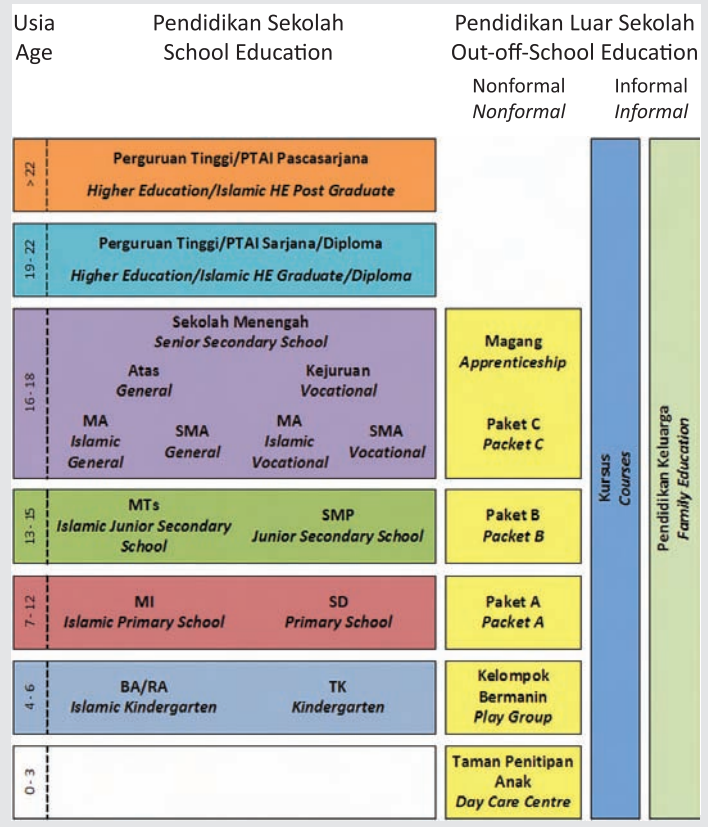 Usia
Age
Pendidikan Sekolah
School Education
Pendidikan Luar Sekolah
Out-off-School Education
Nonformal
Nonformal
Informal
Informal
> 22
Perguruan Tinggi/PTAI Pascasarjana
Higher Education/Islamic HE Post Graduate
19 - 22
Perguruan Tinggi/PTAI Sarjana/Diploma
Higher Education/Islamic HE Graduate/Diploma
16 - 18
Sekolah Menengah
Senior Secondary School
Atas
General
Kejuruan
Vocational
MA
Islamic
General
SMA
General
MA
Islamic
Vocational
SMA
Vocational
Magang
Apprenticeship
Paket C
Packet C
13 - 15
MTs
Islamic Junior Secondary
School
SMP
Junior Secondary School
Paket B
Packet B
7 - 12
MI
Islamic Primary School
SD
Primary School
Paket A
Packet A
4 - 6
BA/RA
Islamic Kindergarten
TK
Kindergarten
Kelompok
Bermanin
Play Group
0 - 3
Taman Penitipan
Anak
Day Care Centre
Kursus
Courses
Pendidikan Keluarga
Family Education